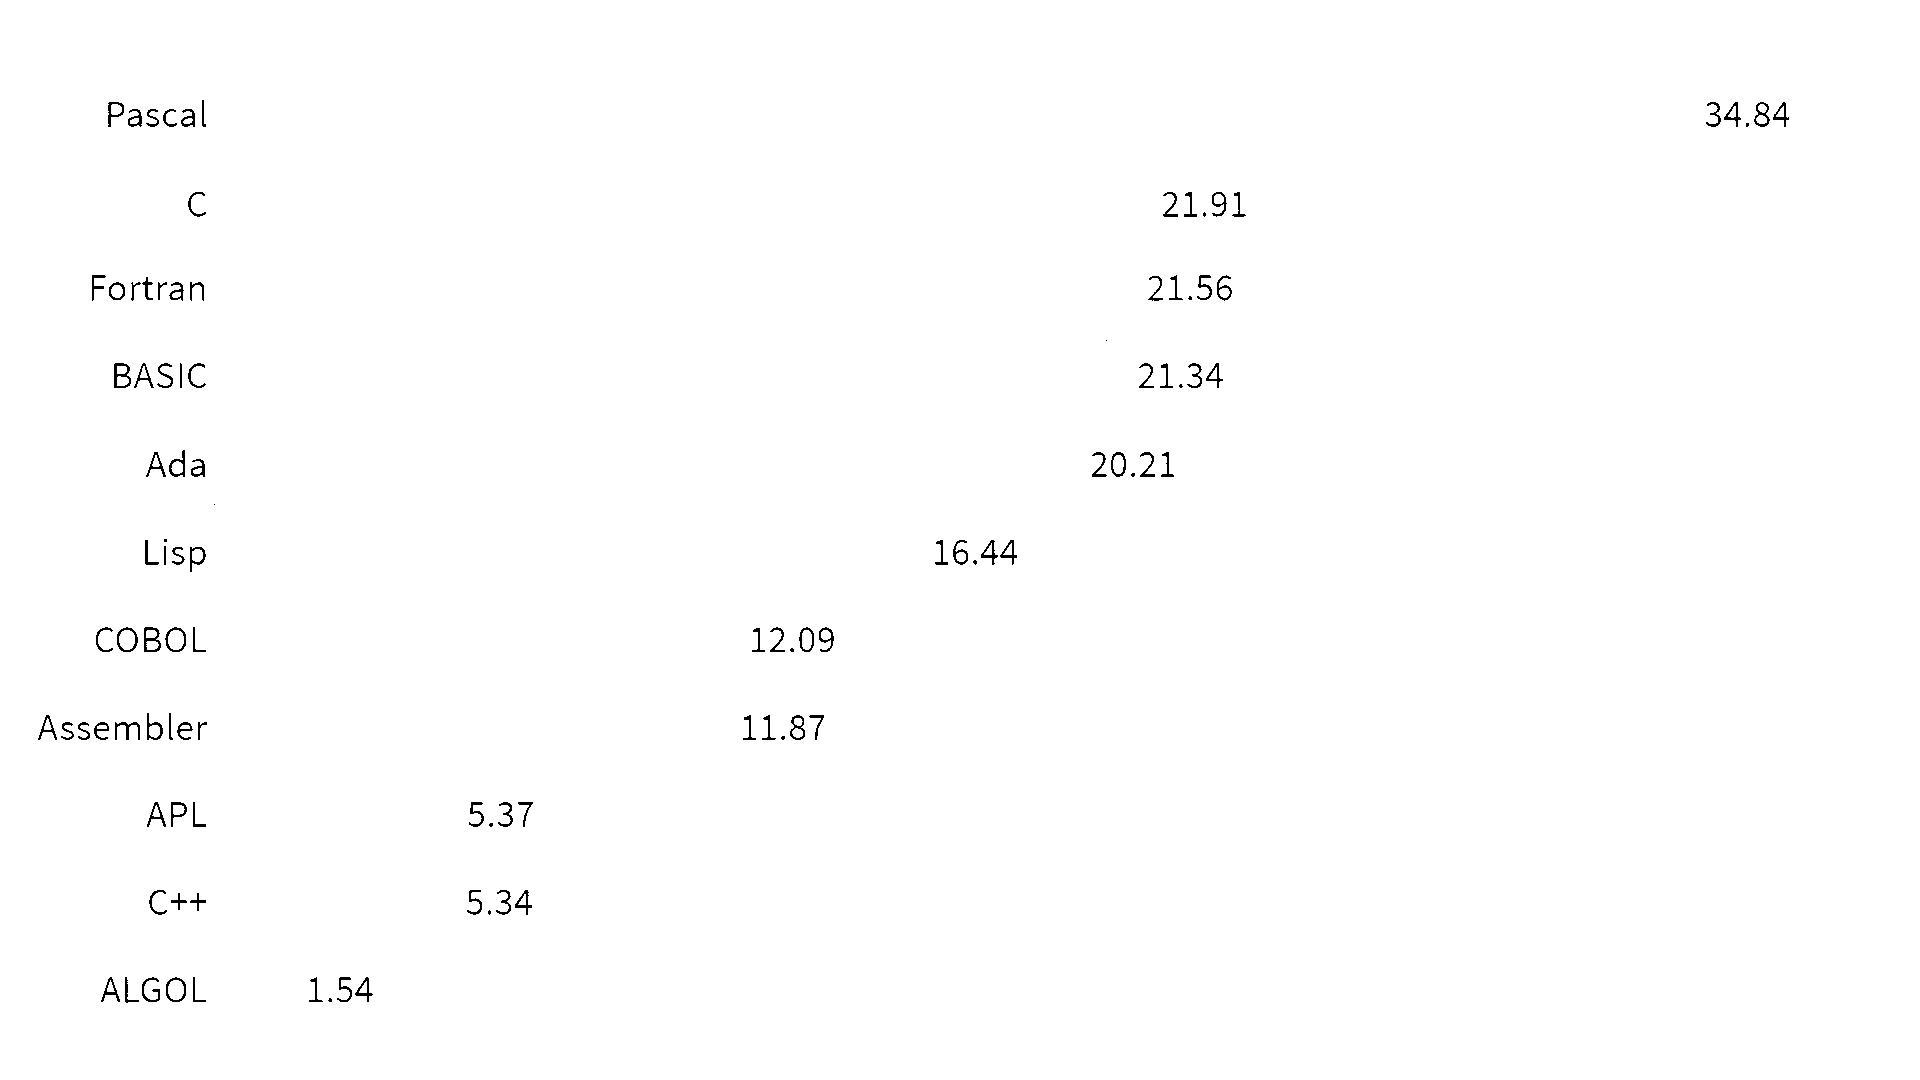 Pascal 34.84
C 21.91
Fortran 21.56
BASIC 21.34
Ada 20.21
Lisp 16.44
COBOL 12.09
Assembler 11.87
APL 5.37
C++ 5.34
ALGOL 1.54